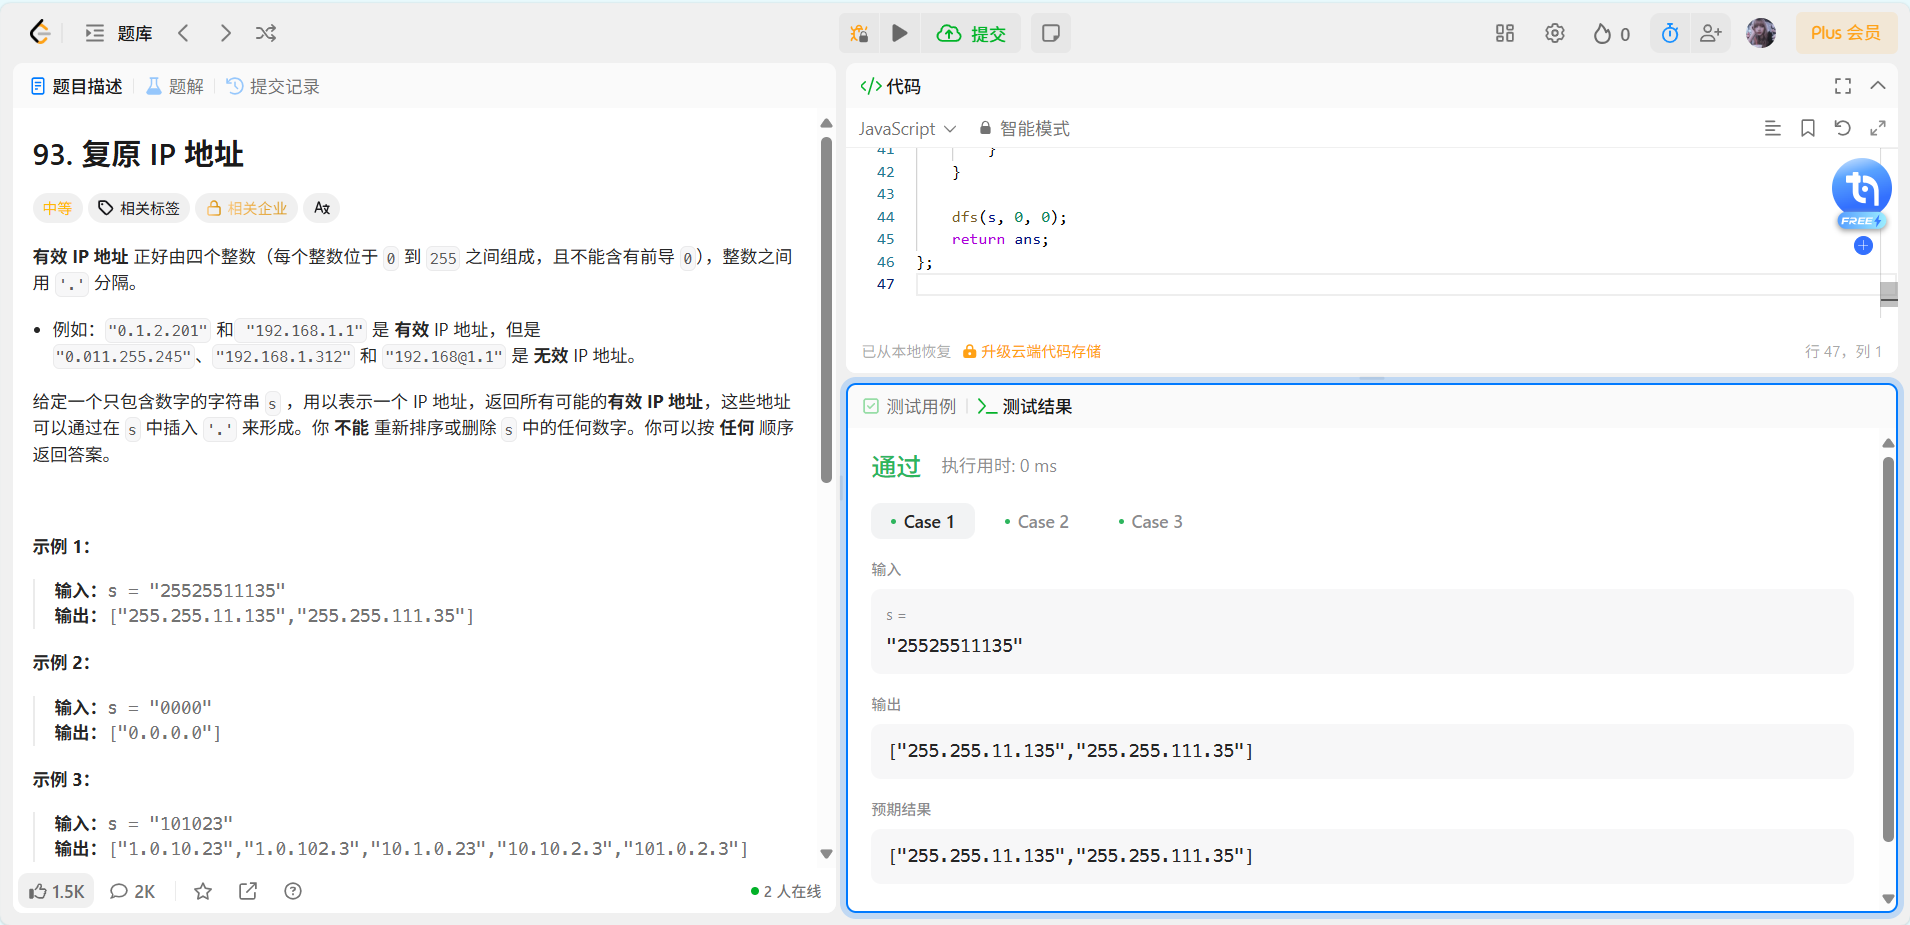 题库
提交
0
Plus 会员
题目描述
题解
提交记录
93. 复原 IP 地址
中等
相关标签
相关企业
有效 IP 地址 正好由四个整数（每个整数位于 0 到 255 之间组成，且不能含有前导 0），整数之间
用 '.' 分隔。
例如："0.1.2.201" 和 "192.168.1.1" 是 有效 IP 地址，但是
"0.011.255.245"、"192.168.1.312" 和 "192.168@1.1" 是 无效 IP 地址。
给定一个只包含数字的字符串 s ，用以表示一个 IP 地址，返回所有可能的有效 IP 地址，这些地址
可以通过在 s 中插入 '.' 来形成。你 不能 重新排序或删除 s 中的任何数字。你可以按 任何 顺序
返回答案。
示例 1：
输入：s = "25525511135"
输出：["255.255.11.135","255.255.111.35"]
示例 2：
输入：s = "0000"
输出：["0.0.0.0"]
示例 3：
输入：s = "101023"
输出：["1.0.10.23","1.0.102.3","10.1.0.23","10.10.2.3","101.0.2.3"]
1.5K
2K
2 人在线
</> 代码
JavaScript
智能模式
41 }
42 }
43
44 dfs(s, 0, 0);
45 return ans;
46 };
47
FREE
已从本地恢复
升级云端代码存储
行 47，列 1
测试用例
测试结果
通过
执行用时: 0 ms
Case 1
Case 2
Case 3
输入
s =
"25525511135"
输出
["255.255.11.135","255.255.111.35"]
预期结果
["255.255.11.135","255.255.111.35"]